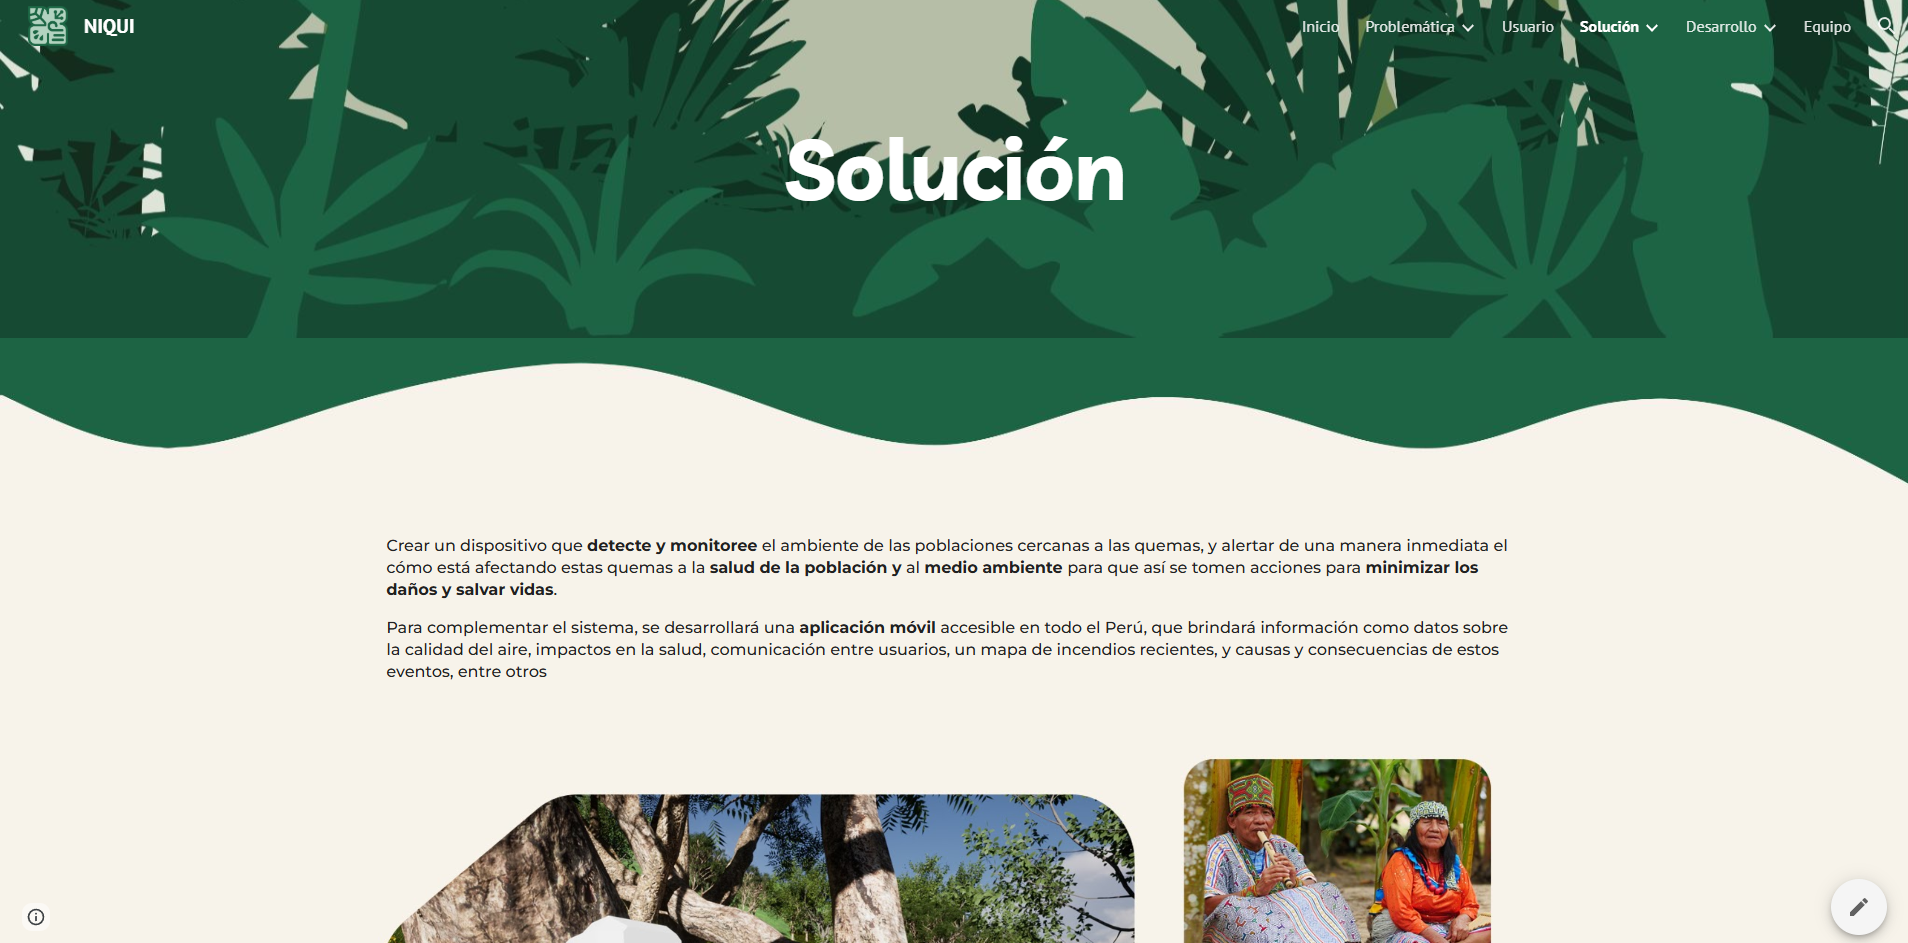 NIQUI
Inicio Problemática Usuario Solución Desarrollo Equipo
Solución
Crear un dispositivo que detecte y monitoree el ambiente de las poblaciones cercanas a las quemas, y alertar de una manera inmediata el
cómo está afectando estas quemas a la salud de la población y al medio ambiente para que así se tomen acciones para minimizar los
daños y salvar vidas.
Para complementar el sistema, se desarrollará una aplicación móvil accesible en todo el Perú, que brindará información como datos sobre
la calidad del aire, impactos en la salud, comunicación entre usuarios, un mapa de incendios recientes, y causas y consecuencias de estos
eventos, entre otros